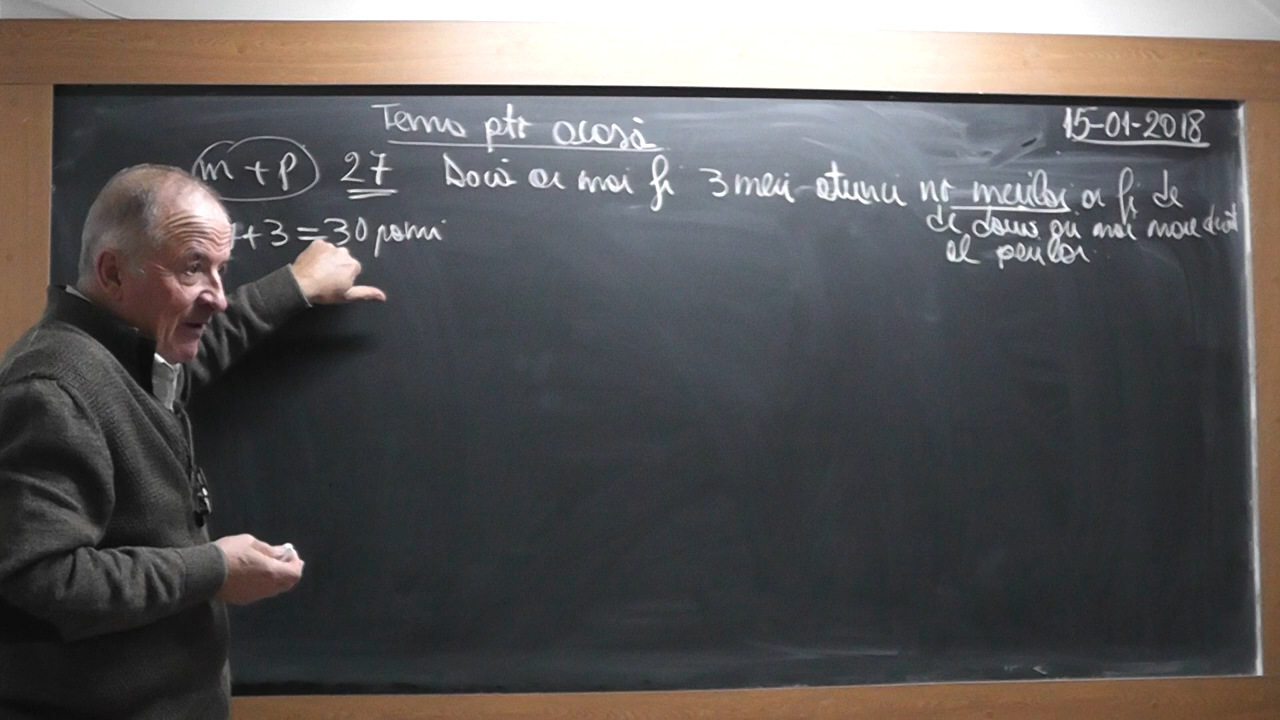 Tema ptr acasă
15-01-2018
m+p 27 Dacă ar mai fi 3 meri atunci nr merilor ar fi de
de două ori mai mare decât
al perilor.
+3=30 pomi